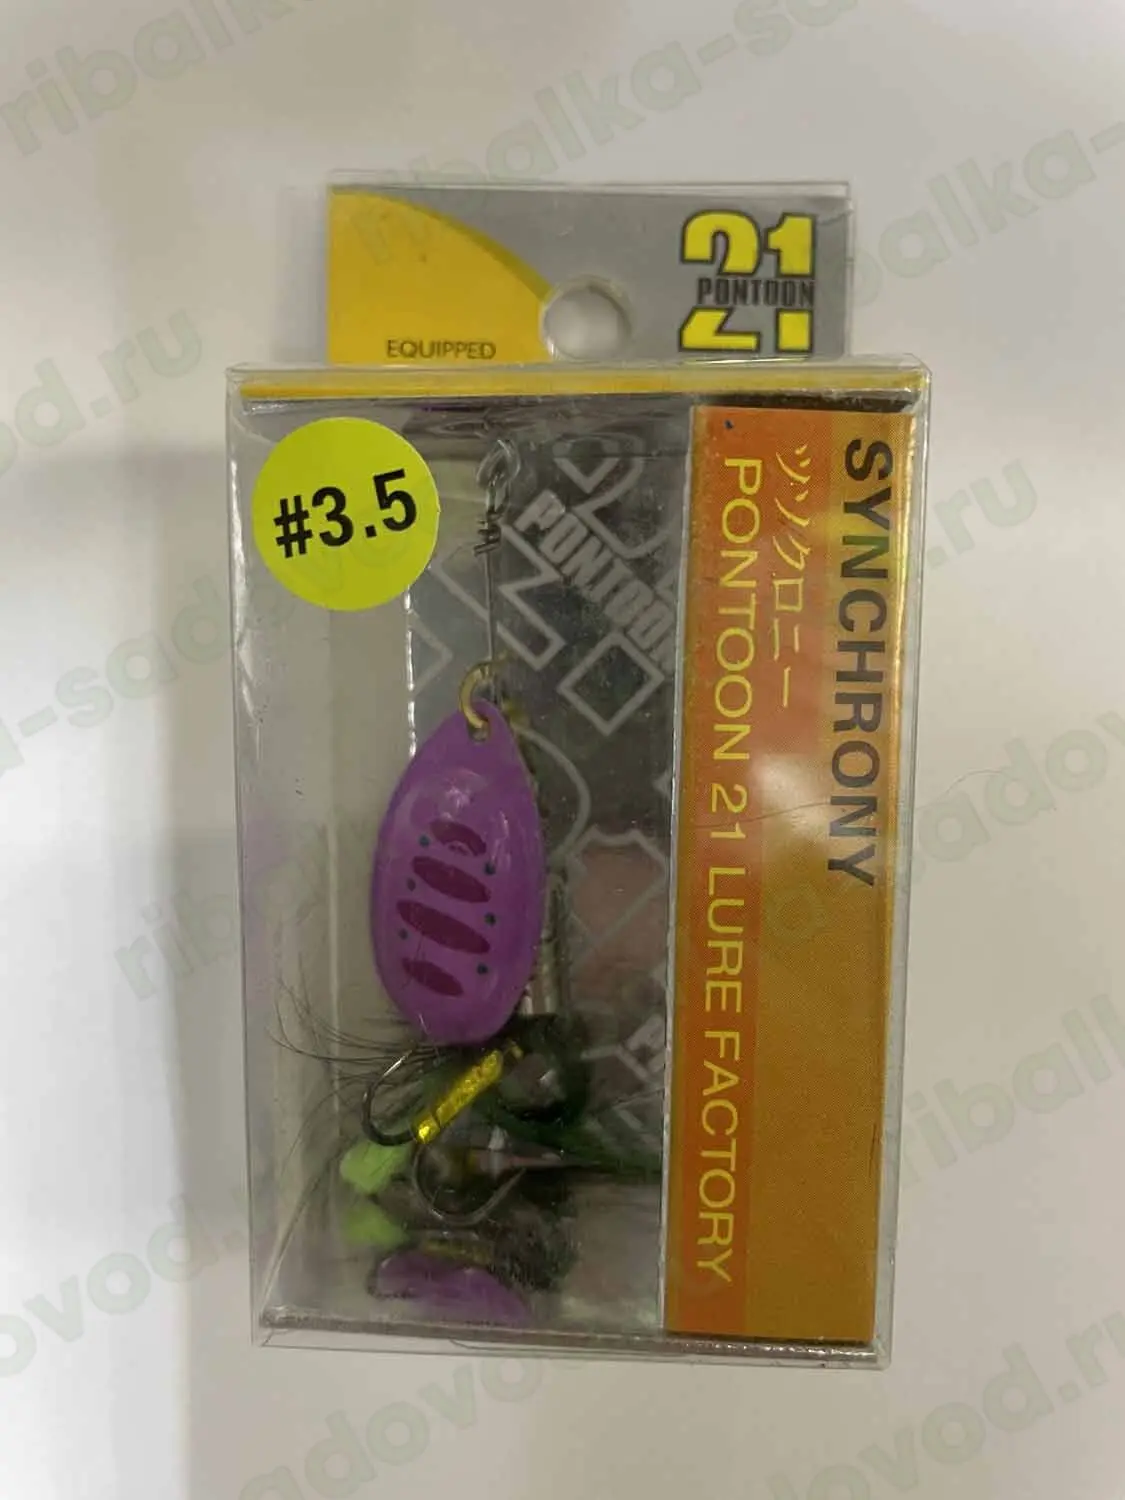 21
PONTOON
EQUIPPED
#3.5
PONTOON
SYNCHRONY
ツンクロニー
PONTOON 21 LURE FACTORY
ribalka-sadovod.ru